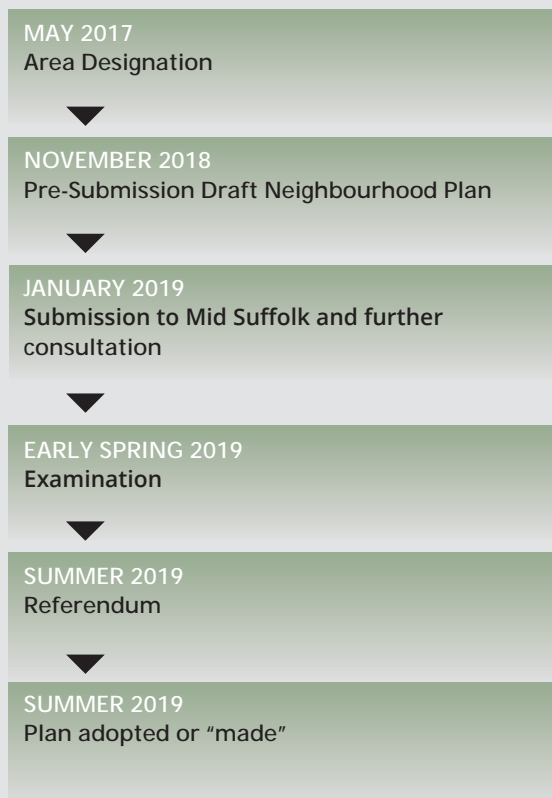 MAY 2017
Area Designation
NOVEMBER 2018
Pre-Submission Draft Neighbourhood Plan
JANUARY 2019
Submission to Mid Suffolk and further
consultation
EARLY SPRING 2019
Examination
SUMMER 2019
Referendum
SUMMER 2019
Plan adopted or “made”